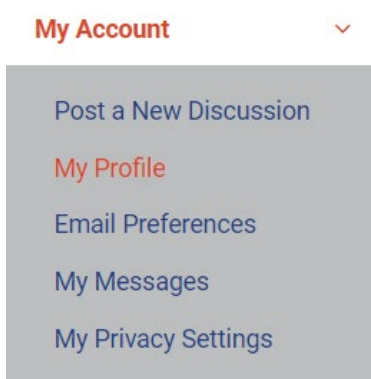 My Account
Post a New Discussion
My Profile
Email Preferences
My Messages
My Privacy Settings